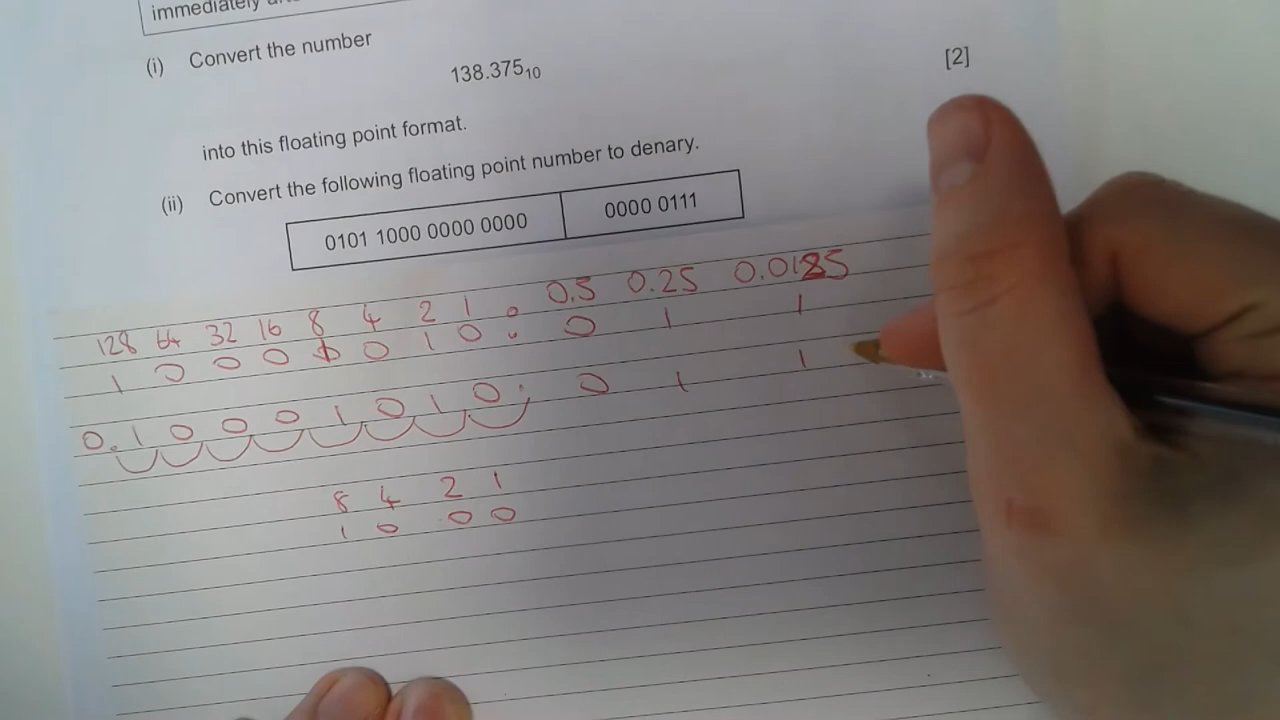 immediately
(i) Convert the number
138.375₁₀
[2]
into this floating point format.
(ii) Convert the following floating point number to denary.
0101 1000 0000 0000 0000 0111
128 64 32 16 8 4 2 1 . 0.5 0.25 0.0125
1 0 0 0 1 0 1 0 . 0 1 1
0.1 0 0 0 1 0 1 0 . 0 1 1
8 4 2 1
1 0 0 0